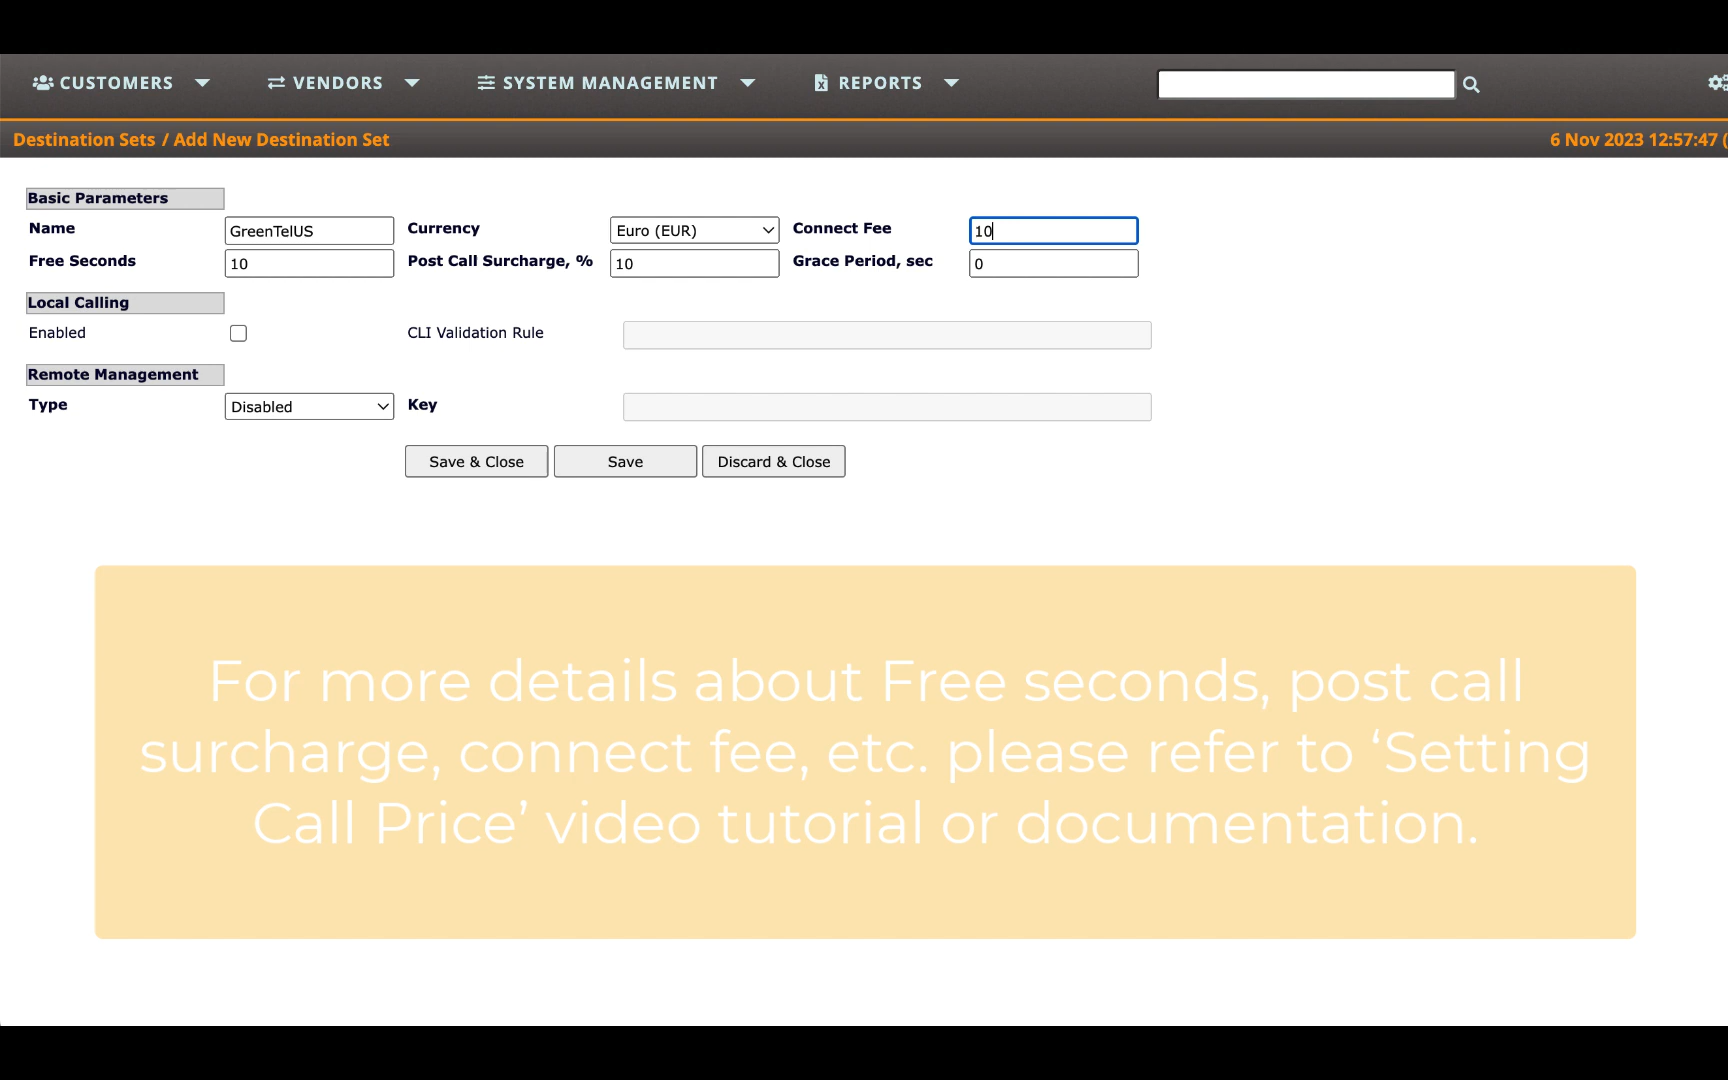 CUSTOMERS VENDORS SYSTEM MANAGEMENT REPORTS
Destination Sets / Add New Destination Set 6 Nov 2023 12:57:47 (
Basic Parameters
Name GreenTelUS Currency Euro (EUR) Connect Fee 10
Free Seconds 10 Post Call Surcharge, % 10 Grace Period, sec 0
Local Calling
Enabled CLI Validation Rule
Remote Management
Type Disabled Key
Save & Close Save Discard & Close
For more details about Free seconds, post call
surcharge, connect fee, etc. please refer to ‘Setting
Call Price’ video tutorial or documentation.